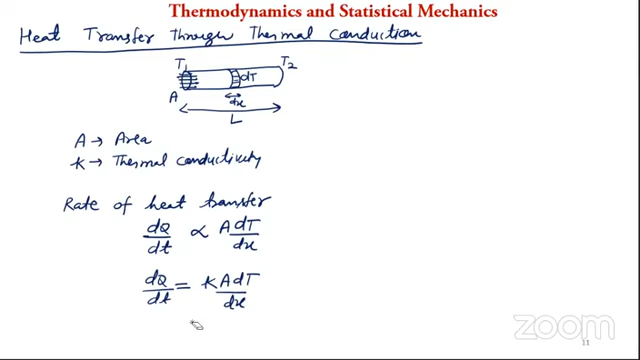 Thermodynamics and Statistical Mechanics
Heat Transfer Through Thermal Conduction
T1 T2
dT
A dx
L
A → Area
K → Thermal conductivity
Rate of heat transfer
dQ/dt ∝ A dT/dx
dQ/dt = K A dT/dx
zoom
11